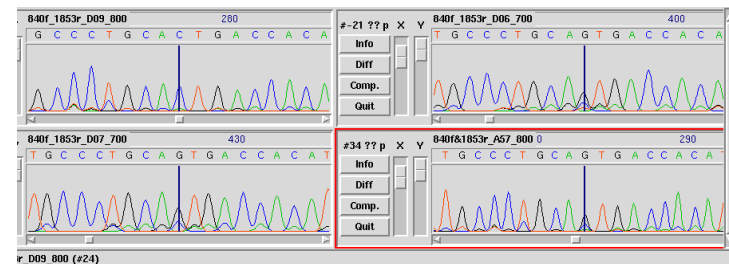 840f_1853r_D09_800 280
G C C C T G C A C T G A C C A C A
#-21 ?? p X Y
Info
Diff
Comp.
Quit
840f_1853r_D06_700 400
T G C C C T G C A G T G A C C A C A
840f_1853r_D07_700 430
T G C C C T G C A G T G A C C A C A T
#34 ?? p X Y
Info
Diff
Comp.
Quit
840f&1853r_A57_800 0 290
T G C C C T G C A G T G A C C A C A
D09_800 (#24)